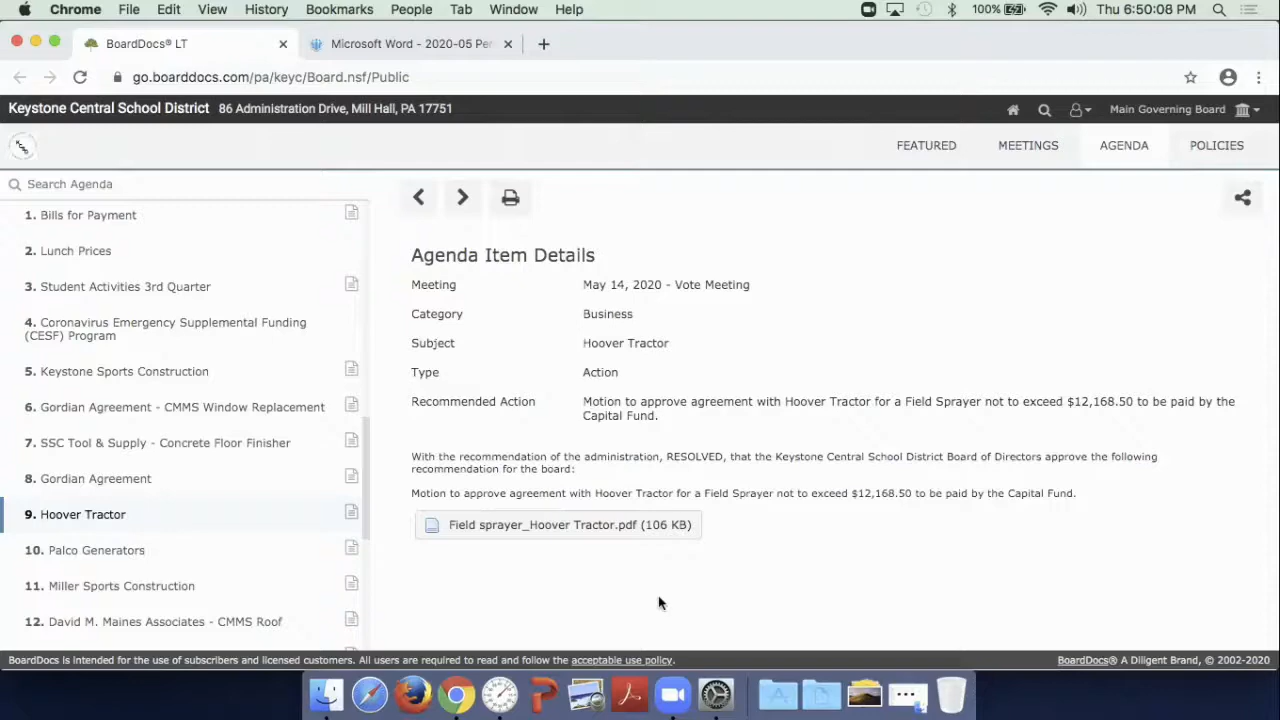 Chrome File Edit View History Bookmarks People Tab Window Help 100% Thu 6:50:08 PM
BoardDocs® LT
Microsoft Word - 2020-05 Per
go.boarddocs.com/pa/keyc/Board.nsf/Public
Keystone Central School District 86 Administration Drive, Mill Hall, PA 17751 Main Governing Board
FEATURED MEETINGS AGENDA POLICIES
Search Agenda
1. Bills for Payment
2. Lunch Prices
3. Student Activities 3rd Quarter
4. Coronavirus Emergency Supplemental Funding
(CESF) Program
5. Keystone Sports Construction
6. Gordian Agreement - CMMS Window Replacement
7. SSC Tool & Supply - Concrete Floor Finisher
8. Gordian Agreement
9. Hoover Tractor
10. Palco Generators
11. Miller Sports Construction
12. David M. Maines Associates - CMMS Roof
Agenda Item Details
Meeting May 14, 2020 - Vote Meeting
Category Business
Subject Hoover Tractor
Type Action
Recommended Action Motion to approve agreement with Hoover Tractor for a Field Sprayer not to exceed $12,168.50 to be paid by the
Capital Fund.
With the recommendation of the administration, RESOLVED, that the Keystone Central School District Board of Directors approve the following
recommendation for the board:
Motion to approve agreement with Hoover Tractor for a Field Sprayer not to exceed $12,168.50 to be paid by the Capital Fund.
Field sprayer_Hoover Tractor.pdf (106 KB)
BoardDocs is intended for the use of subscribers and licensed customers. All users are required to read and follow the acceptable use policy. BoardDocs® A Diligent Brand, © 2002-2020